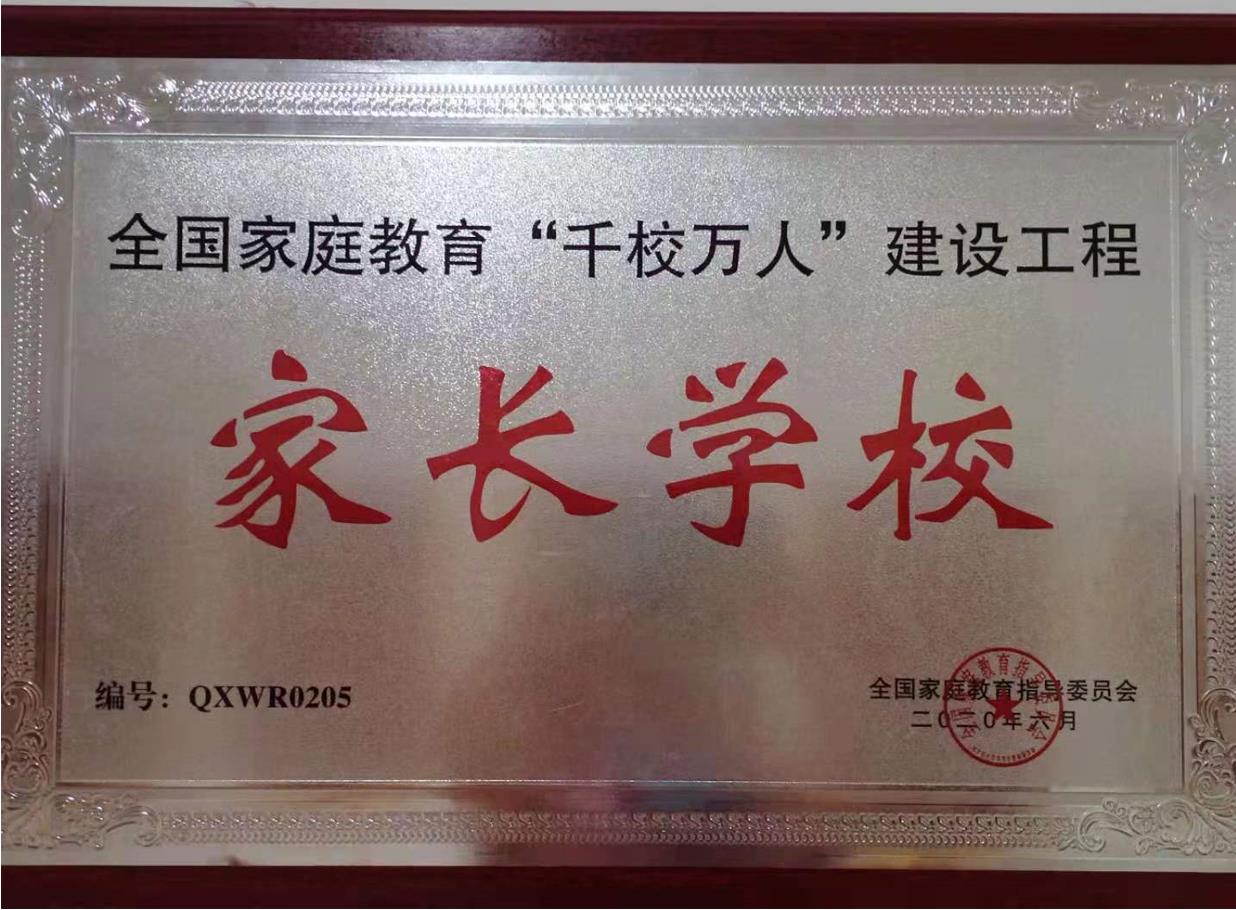 全国家庭教育“千校万人”建设工程
家长学校
编号：QXWR0205
全国家庭教育指导委员会
二〇二〇年六月